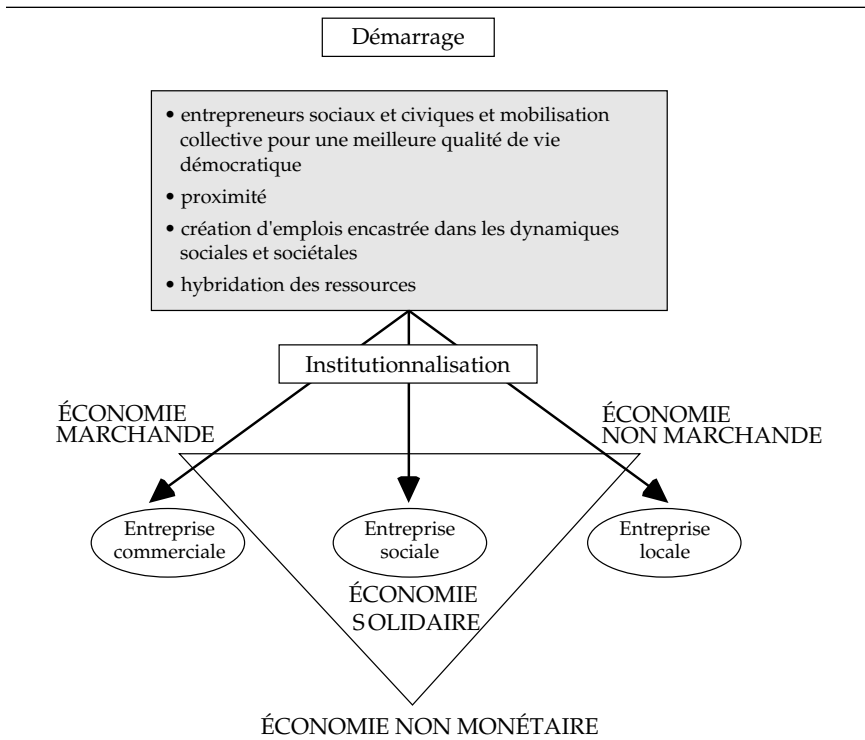 Démarrage
• entrepreneurs sociaux et civiques et mobilisation
collective pour une meilleure qualité de vie
démocratique
• proximité
• création d'emplois encastrée dans les dynamiques
sociales et sociétales
• hybridation des ressources
Institutionnalisation
ÉCONOMIE
MARCHANDE
ÉCONOMIE
NON MARCHANDE
Entreprise
commerciale
Entreprise
sociale
Entreprise
locale
ÉCONOMIE
SOLIDAIRE
ÉCONOMIE NON MONÉTAIRE